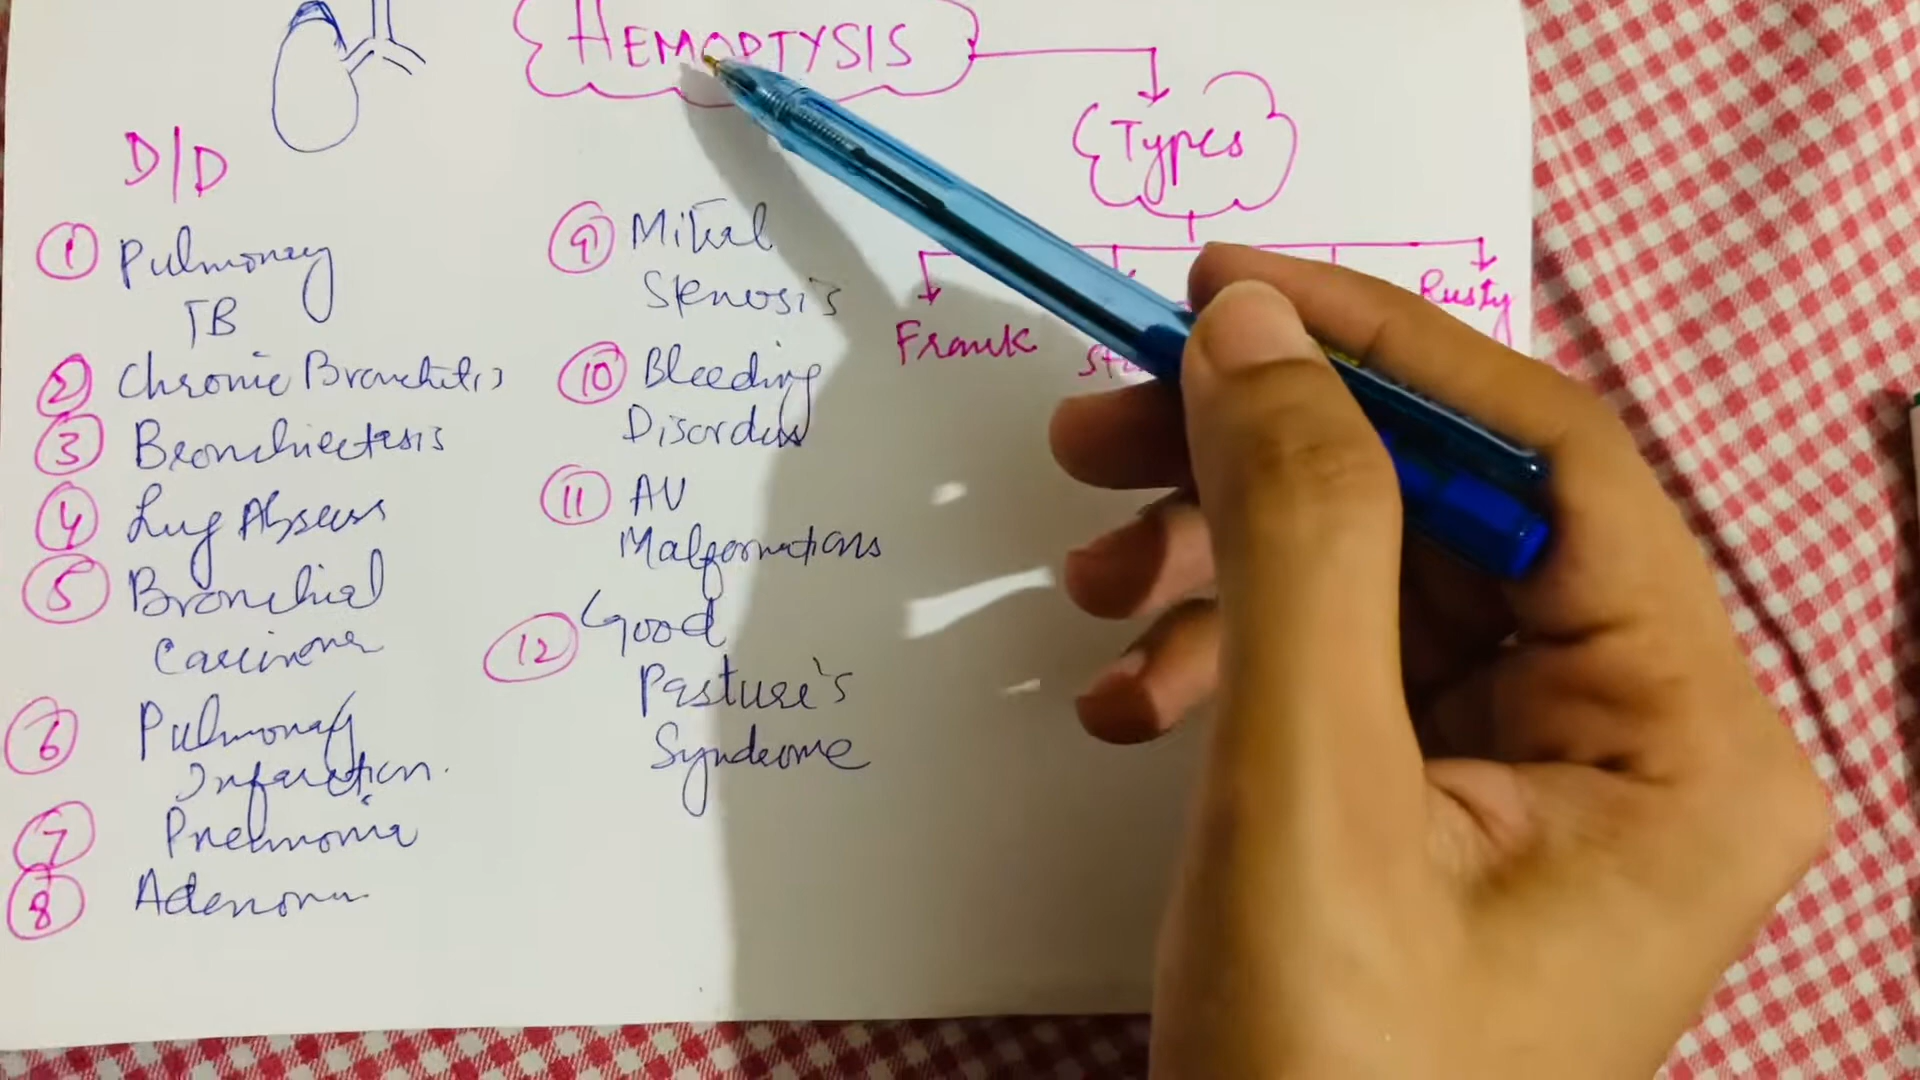 HEMOPTYSIS
Types
Frank
Rusty
D/D
① Pulmonary
TB
② Chronic Bronchitis
③ Bronchiectasis
④ Lug Abscess
⑤ Bronchial
Carcinoma
⑥ Pulmonary
Infarction.
⑦ Pneumonia
⑧ Adenoma
⑨ Mitral
Stenosis
⑩ Bleeding
Disorders
⑪ AV
Malformations
⑫ Good
Pasture's
Syndrome